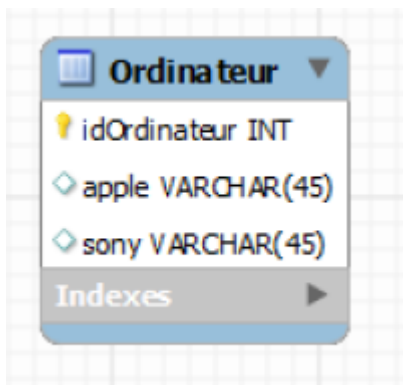 Ordinateur
idOrdinateur INT
apple VARCHAR(45)
sony VARCHAR(45)
Indexes